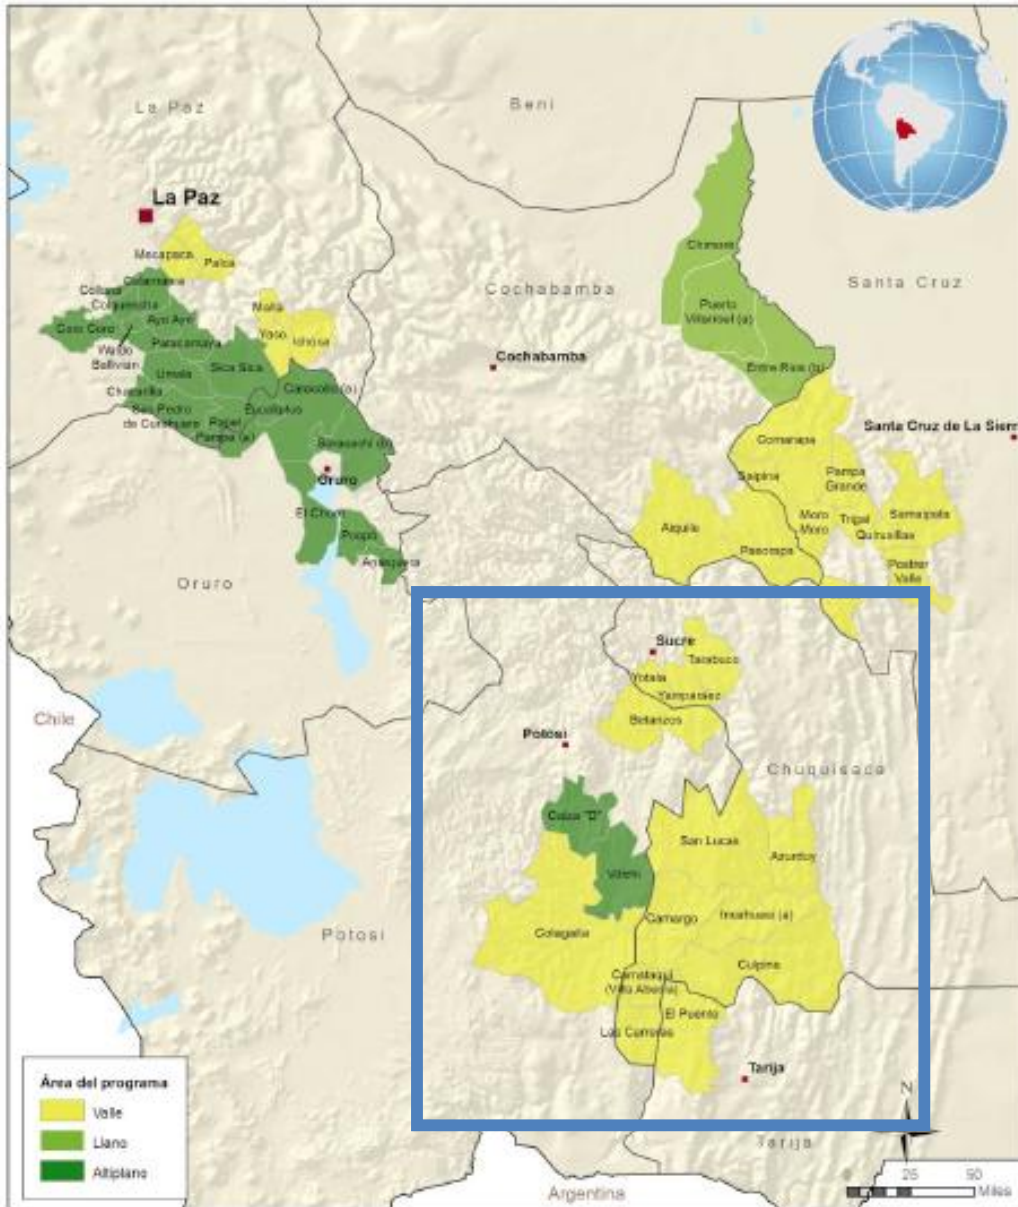 La Paz
Beni
La Paz
Mecapaca
Palca
Calamarca
Collana
Colquencha
Coro Coro
Ayo Ayo
Waldo
Ballivian
Patacamaya
Umala
Sica Sica
Malla
Yaco
Ichoca
Chacarilla
San Pedro
de Curahuara
Papel
Pampa (a)
Eucaliptus
Caracollo (a)
Soracachi (b)
Oruro
El Choro
Poopó
Antequera
Oruro
Cochabamba
Cochabamba
Chimoré
Puerto
Villarroel (a)
Entre Rios (b)
Santa Cruz
Santa Cruz de La Sierr
Comarapa
Saipina
Pampa
Grande
Moro
Moro
Trigal
Samaipata
Quirusillas
Postrer
Valle
Aiquile
Pasorapa
Sucre
Tarabuco
Yotala
Yamparáez
Betanzos
Potosí
Chuquisaca
Caiza "D"
Vitichi
San Lucas
Azurduy
Camargo
Incahuasi (a)
Cotagaita
Culpina
Camataqui
(Villa Abecia)
El Puente
Las Carreras
Tarija
Chile
Potosí
Área del programa
Valle
Llano
Altiplano
Tarija
Argentina
N
0 25 50
Miles